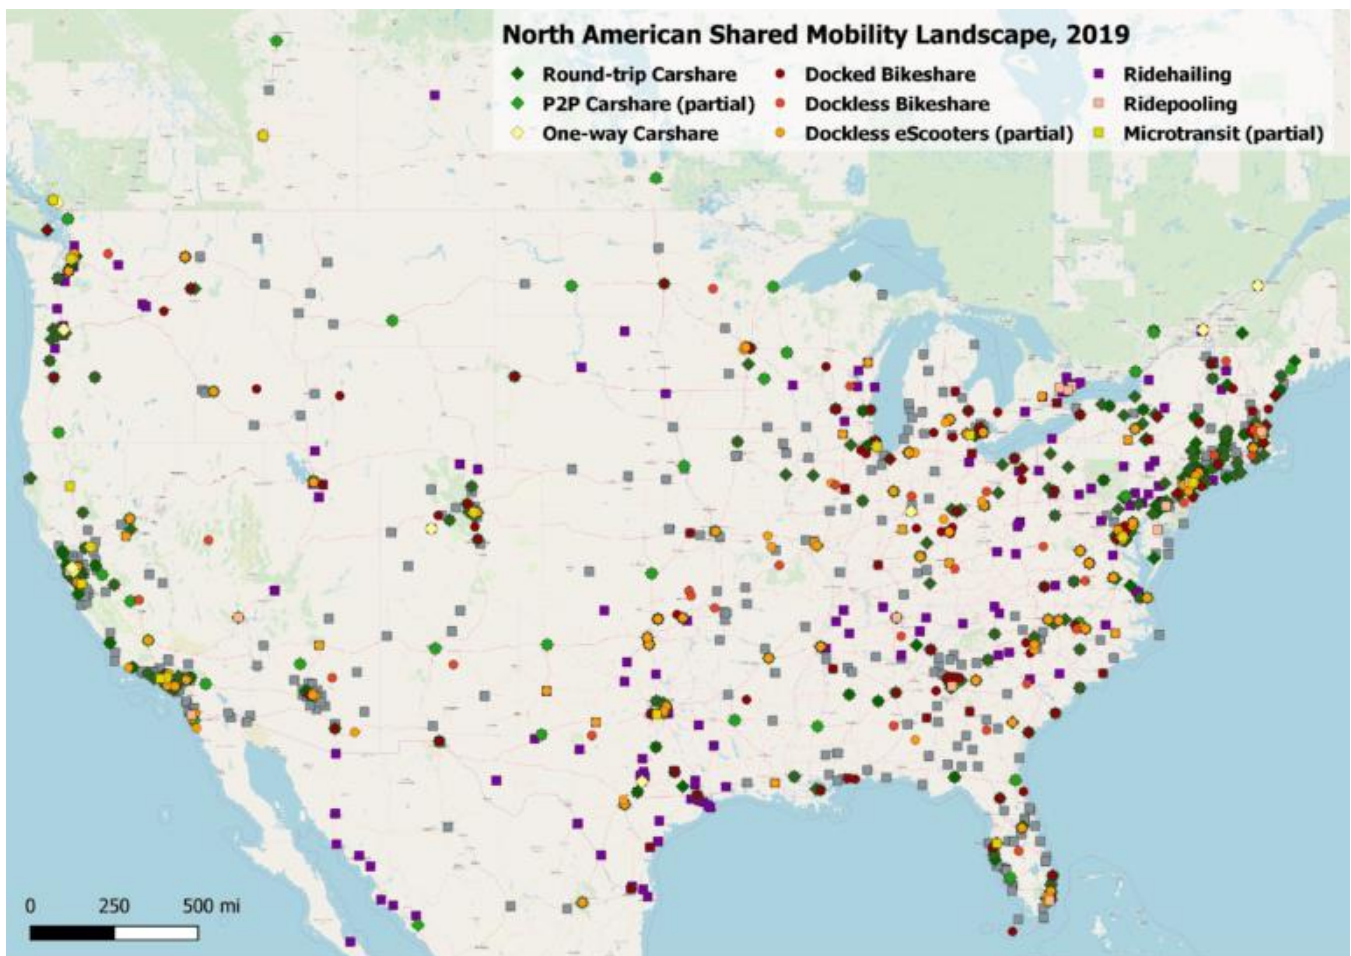 North American Shared Mobility Landscape, 2019
Round-trip Carshare
Docked Bikeshare
Ridehailing
P2P Carshare (partial)
Dockless Bikeshare
Ridepooling
One-way Carshare
Dockless eScooters (partial)
Microtransit (partial)
0 250 500 mi